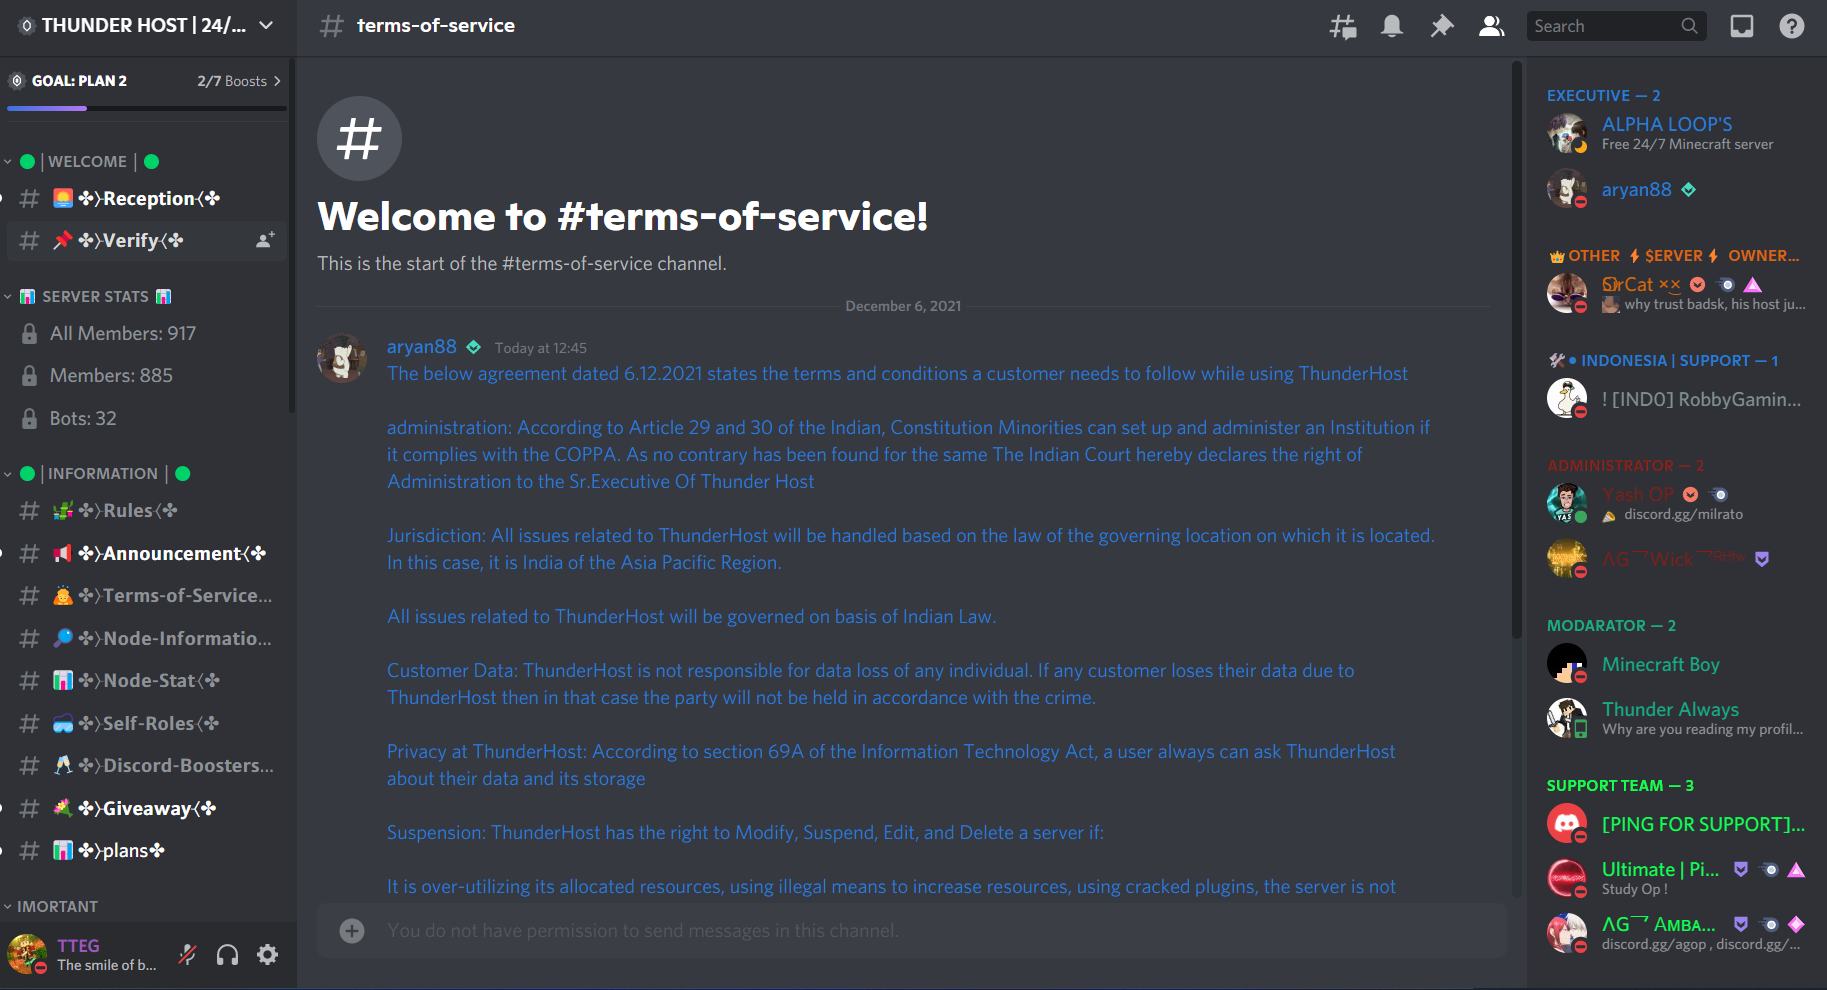 THUNDER HOST | 24/...
GOAL: PLAN 2
2/7 Boosts
| WELCOME |
Reception
Verify
SERVER STATS
All Members: 917
Members: 885
Bots: 32
| INFORMATION |
Rules
Announcement
Terms-of-Service...
Node-Informatio...
Node-Stat
Self-Roles
Discord-Boosters...
Giveaway
plans
IMORTANT
TTEG
The smile of b...
terms-of-service
Search
Welcome to #terms-of-service!
This is the start of the #terms-of-service channel.
December 6, 2021
aryan88 Today at 12:45
The below agreement dated 6.12.2021 states the terms and conditions a customer needs to follow while using ThunderHost
administration: According to Article 29 and 30 of the Indian, Constitution Minorities can set up and administer an Institution if
it complies with the COPPA. As no contrary has been found for the same The Indian Court hereby declares the right of
Administration to the Sr.Executive Of Thunder Host
Jurisdiction: All issues related to ThunderHost will be handled based on the law of the governing location on which it is located.
In this case, it is India of the Asia Pacific Region.
All issues related to ThunderHost will be governed on basis of Indian Law.
Customer Data: ThunderHost is not responsible for data loss of any individual. If any customer loses their data due to
ThunderHost then in that case the party will not be held in accordance with the crime.
Privacy at ThunderHost: According to section 69A of the Information Technology Act, a user always can ask ThunderHost
about their data and its storage
Suspension: ThunderHost has the right to Modify, Suspend, Edit, and Delete a server if:
It is over-utilizing its allocated resources, using illegal means to increase resources, using cracked plugins, the server is not
You do not have permission to send messages in this channel.
EXECUTIVE — 2
ALPHA LOOP'S
Free 24/7 Minecraft server
aryan88
OTHER $ERVER OWNER...
SrCat ××
why trust badsk, his host ju...
INDONESIA | SUPPORT — 1
! [IND0] RobbyGamin...
ADMINISTRATOR — 2
Yash OP
YAS
discord.gg/milrato
ΛG Wick
MODARATOR — 2
Minecraft Boy
Thunder Always
Why are you reading my profil...
SUPPORT TEAM — 3
[PING FOR SUPPORT]...
Ultimate | Pi...
Study Op !
ΛG Aᴍʙᴀ...
discord.gg/agop , discord.gg/...